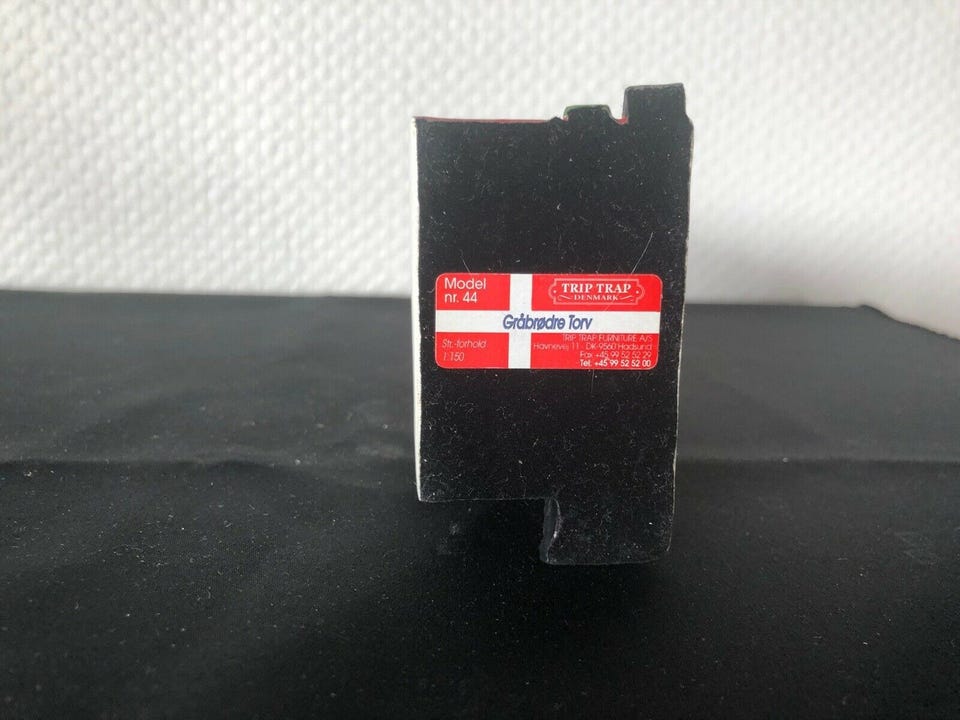 Model
nr. 44
TRIP TRAP
DENMARK
Gråbrødre Torv
Str.-forhold
1:150
TRIP TRAP FURNITURE A/S
Havnevej 11 - DK-9560 Hadsund
Fax +45 99 52 52 29
Tel: +45 99 52 52 00